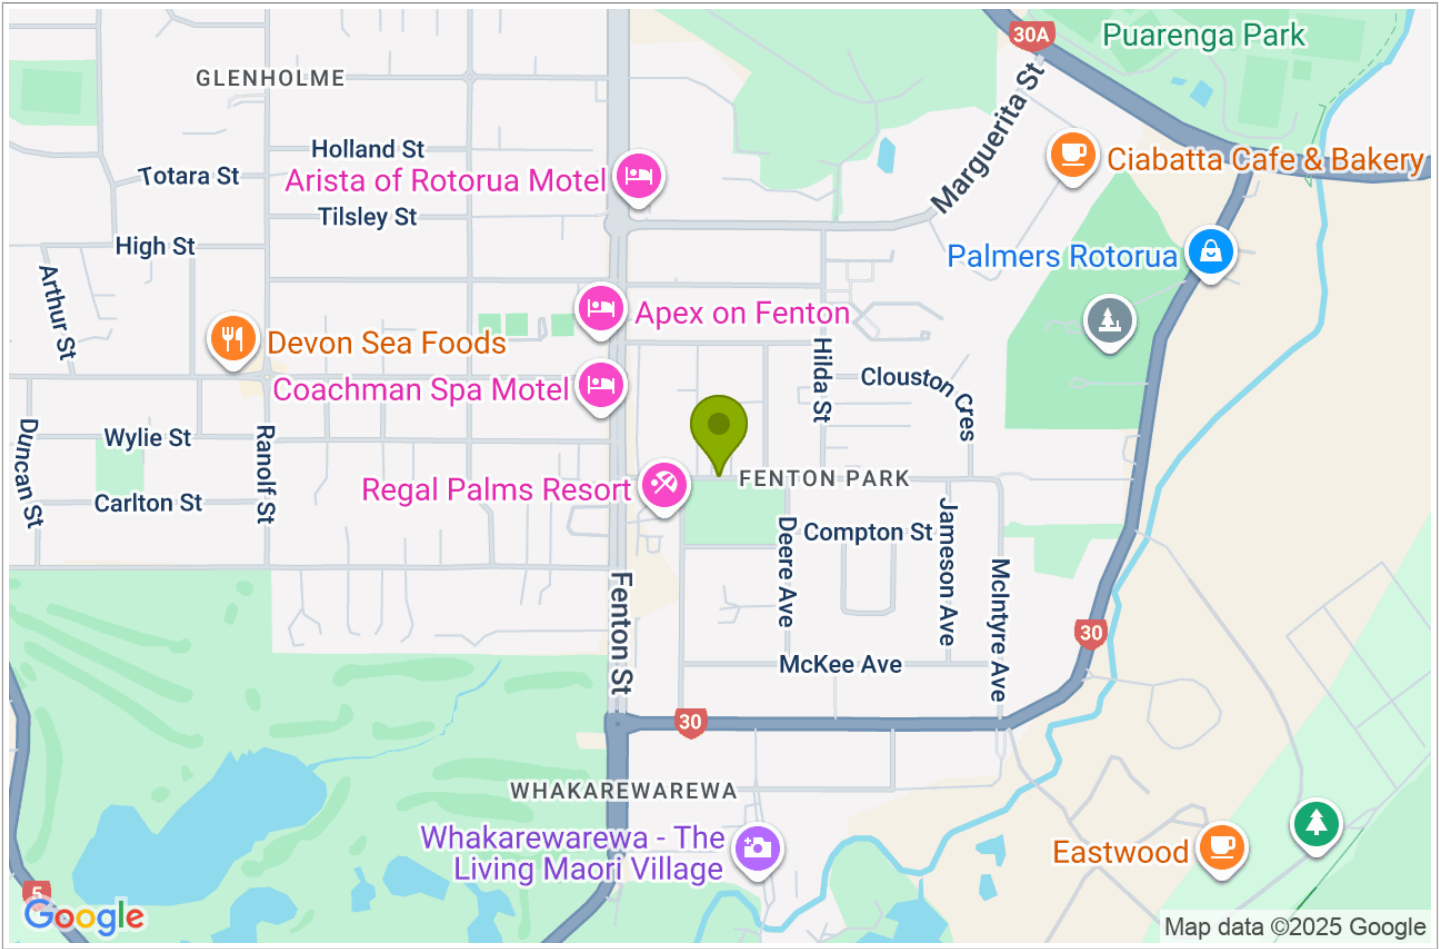 30A
Puarenga Park
GLENHOLME
Marguerita St
Holland St
Ciabatta Cafe & Bakery
Totara St
Arista of Rotorua Motel
Tilsley St
High St
Palmers Rotorua
Arthur St
Apex on Fenton
Devon Sea Foods
Hilda St
Clouston Cres
Coachman Spa Motel
Duncan St
Wylie St
Ranolf St
FENTON PARK
Regal Palms Resort
Carlton St
Deere Ave
Compton St
Jameson Ave
McIntyre Ave
Fenton St
30
McKee Ave
30
WHAKAREWAREWA
Whakarewarewa - The
Living Maori Village
Eastwood
5
Google
Map data ©2025 Google